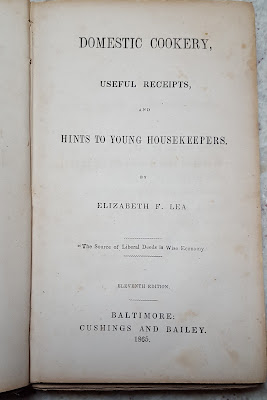 DOMESTIC COOKERY,
USEFUL RECEIPTS,
AND
HINTS TO YOUNG HOUSEKEEPERS,
BY
ELIZABETH F. LEA
"The Source of Liberal Deeds is Wise Economy
ELEVENTH EDITION.
BALTIMORE:
CUSHINGS AND BAILEY.
1865.